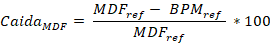 Caida_MDF = (MDF_ref − BPM_ref) / MDF_ref * 100